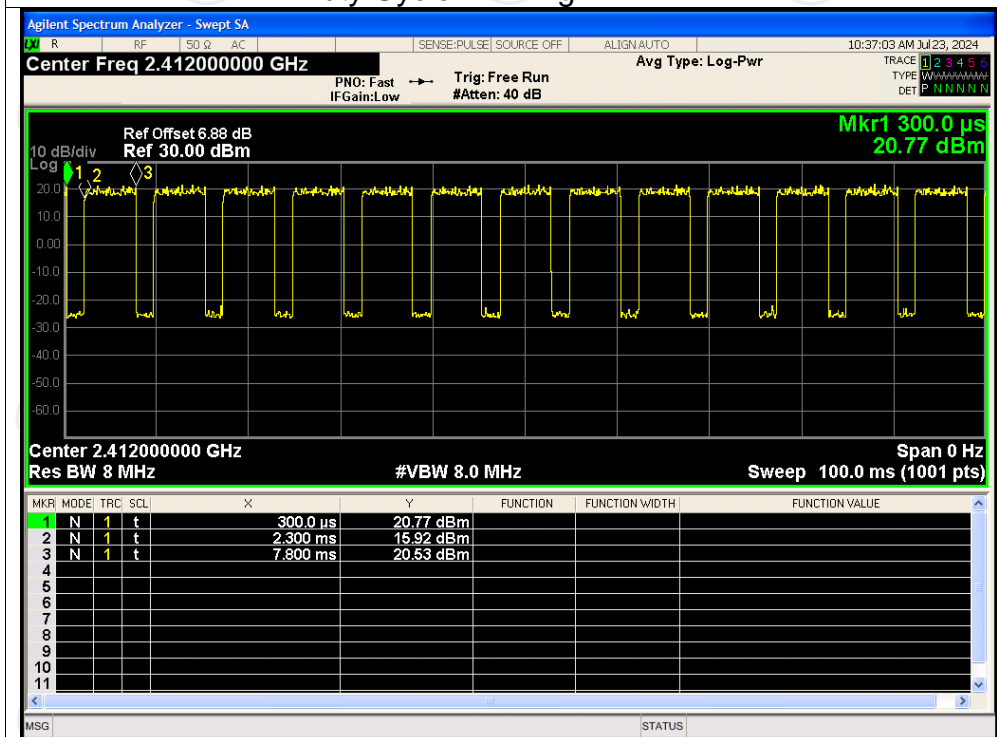 Agilent Spectrum Analyzer - Swept SA
LXI R RF 50 Ω AC SENSE:PULSE SOURCE OFF ALIGN AUTO 10:37:03 AM Jul 23, 2024
Center Freq 2.412000000 GHz
PNO: Fast
IFGain:Low
Trig: Free Run
#Atten: 40 dB
Avg Type: Log-Pwr
TRACE 1 2 3 4 5 6
TYPE W
DET P N N N N N
Ref Offset 6.88 dB
10 dB/div Ref 30.00 dBm
Log
Mkr1 300.0 µs
20.77 dBm
1 2 3
20.0
10.0
0.00
-10.0
-20.0
-30.0
-40.0
-50.0
-60.0
Center 2.412000000 GHz Span 0 Hz
Res BW 8 MHz #VBW 8.0 MHz Sweep 100.0 ms (1001 pts)
MKR MODE TRC SCL X Y FUNCTION FUNCTION WIDTH FUNCTION VALUE
1 N 1 t 300.0 µs 20.77 dBm
2 N 1 t 2.300 ms 15.92 dBm
3 N 1 t 7.800 ms 20.53 dBm
4
5
6
7
8
9
10
11
MSG STATUS